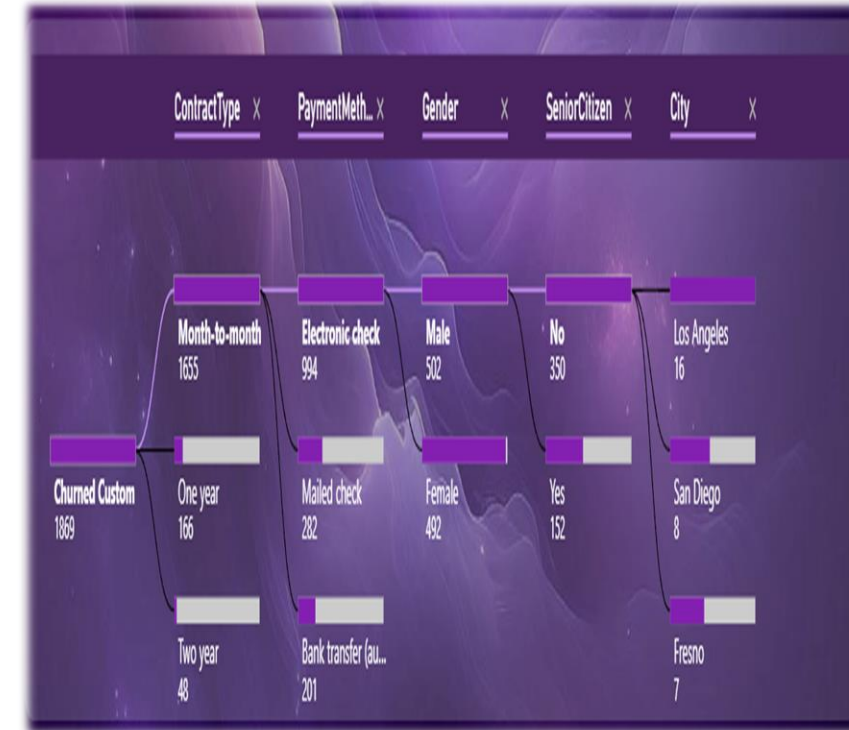 ContractType ×
PaymentMeth... ×
Gender ×
SeniorCitizen ×
City ×
Churned Custom
1869
Month-to-month
1655
One year
166
Two year
48
Electronic check
994
Mailed check
282
Bank transfer (au...
201
Male
502
Female
492
No
350
Yes
152
Los Angeles
16
San Diego
8
Fresno
7